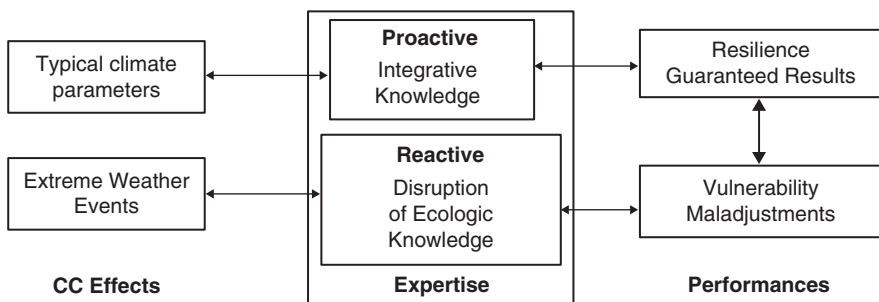 Typical climate
parameters
Proactive
Integrative
Knowledge
Resilience
Guaranteed Results
Extreme Weather
Events
Reactive
Disruption
of Ecologic
Knowledge
Vulnerability
Maladjustments
CC Effects
Expertise
Performances